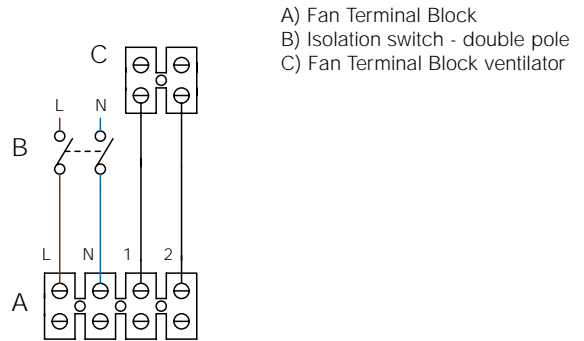 A) Fan Terminal Block
B) Isolation switch - double pole
C) Fan Terminal Block ventilator
C
L N
B
L N 1 2
A